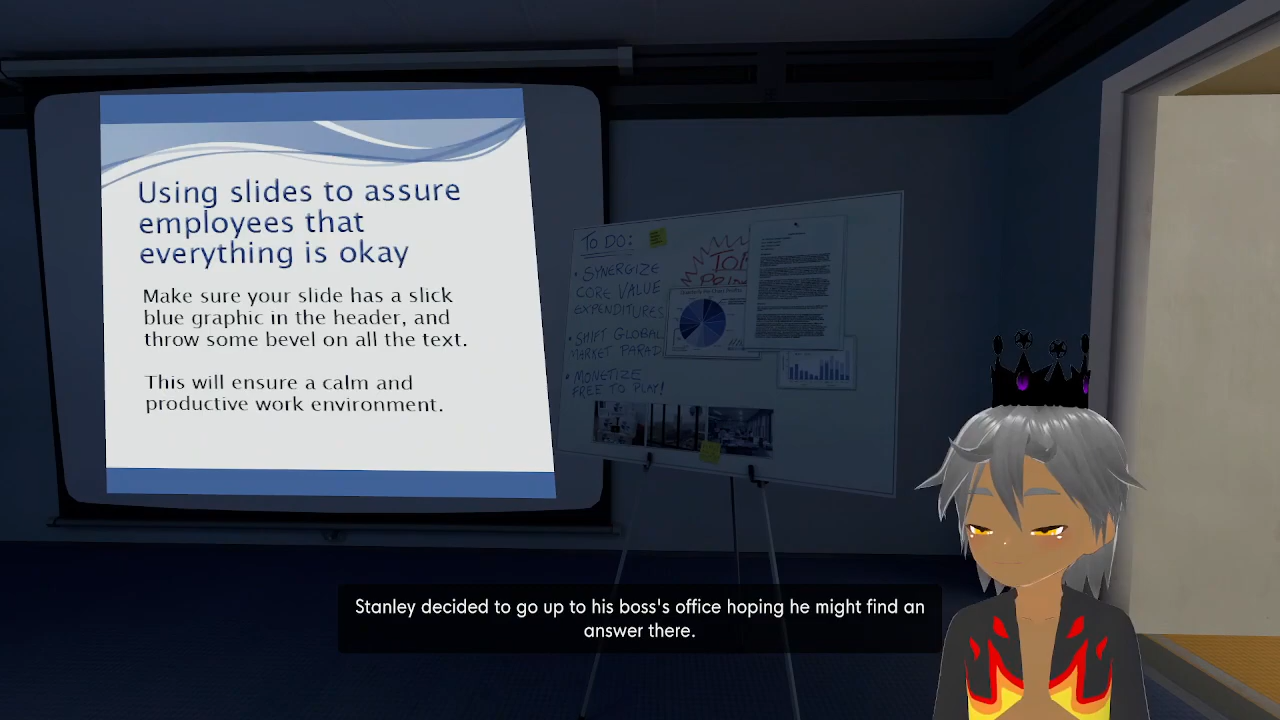 Using slides to assure
employees that
everything is okay
Make sure your slide has a slick
blue graphic in the header, and
throw some bevel on all the text.
This will ensure a calm and
productive work environment.
TO DO:
• SYNERGIZE
CORE VALUE
EXPENDITURES
• SHIFT GLOBAL
MARKET PARAD
• MONETIZE
FREE TO PLAY!
Stanley decided to go up to his boss's office hoping he might find an
answer there.